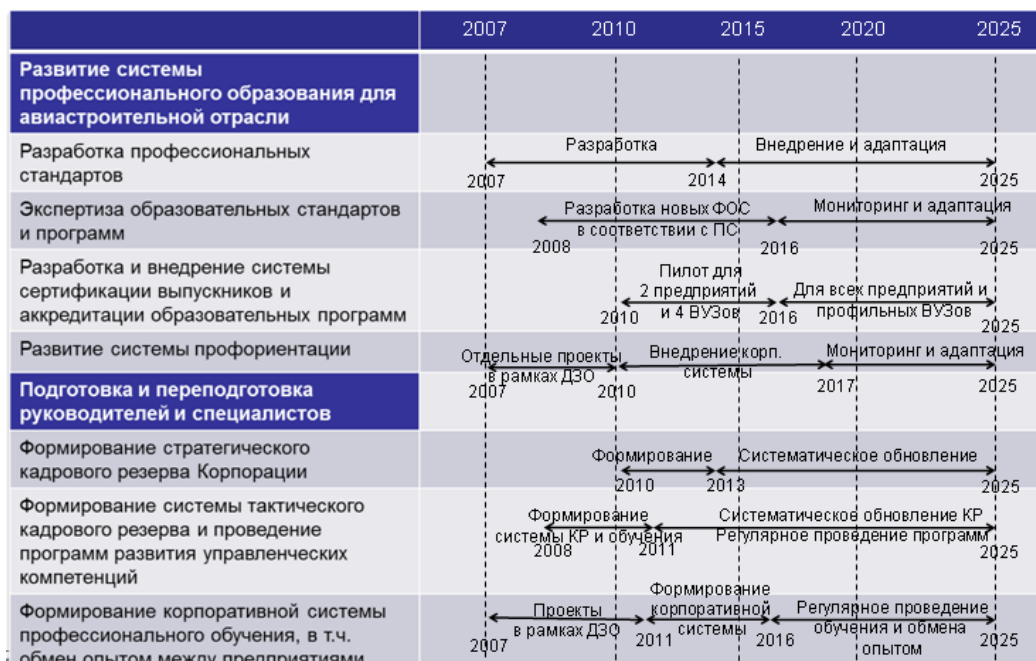 2007 2010 2015 2020 2025
Развитие системы
профессионального образования для
авиастроительной отрасли
Разработка профессиональных
стандартов
Разработка Внедрение и адаптация
2007 2014 2025
Экспертиза образовательных стандартов
и программ
Разработка новых ФОС
в соответствии с ПС
Мониторинг и адаптация
2008 2016 2025
Разработка и внедрение системы
сертификации выпускников и
аккредитации образовательных программ
Пилот для
2 предприятий
и 4 ВУЗов
Для всех предприятий и
профильных ВУЗов
2010 2016 2025
Развитие системы профориентации
Отдельные проекты
в рамках ДЗО
Внедрение корп.
системы
Мониторинг и адаптация
2007 2010 2017 2025
Подготовка и переподготовка
руководителей и специалистов
Формирование стратегического
кадрового резерва Корпорации
Формирование Систематическое обновление
2010 2013 2025
Формирование системы тактического
кадрового резерва и проведение
программ развития управленческих
компетенций
Формирование
системы КР и обучения
Систематическое обновление КР
Регулярное проведение программ
2008 2011 2025
Формирование корпоративной системы
профессионального обучения, в т.ч.
обмен опытом между предприятиями
Проекты
в рамках ДЗО
Формирование
корпоративной
системы
Регулярное проведение
обучения и обмена
опытом
2007 2011 2016 2025